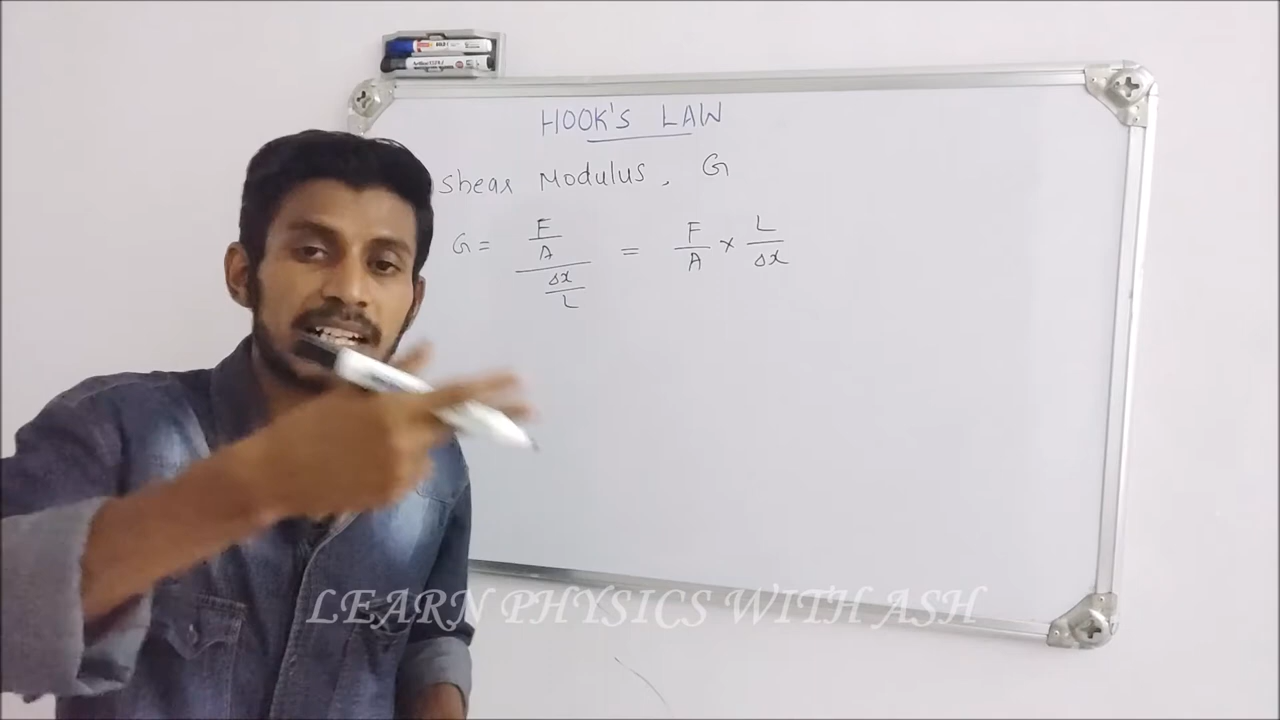 HOOK'S LAW
Shear Modulus, G
G = F/A / Δx/L = F/A × L/Δx
LEARN PHYSICS WITH ASH